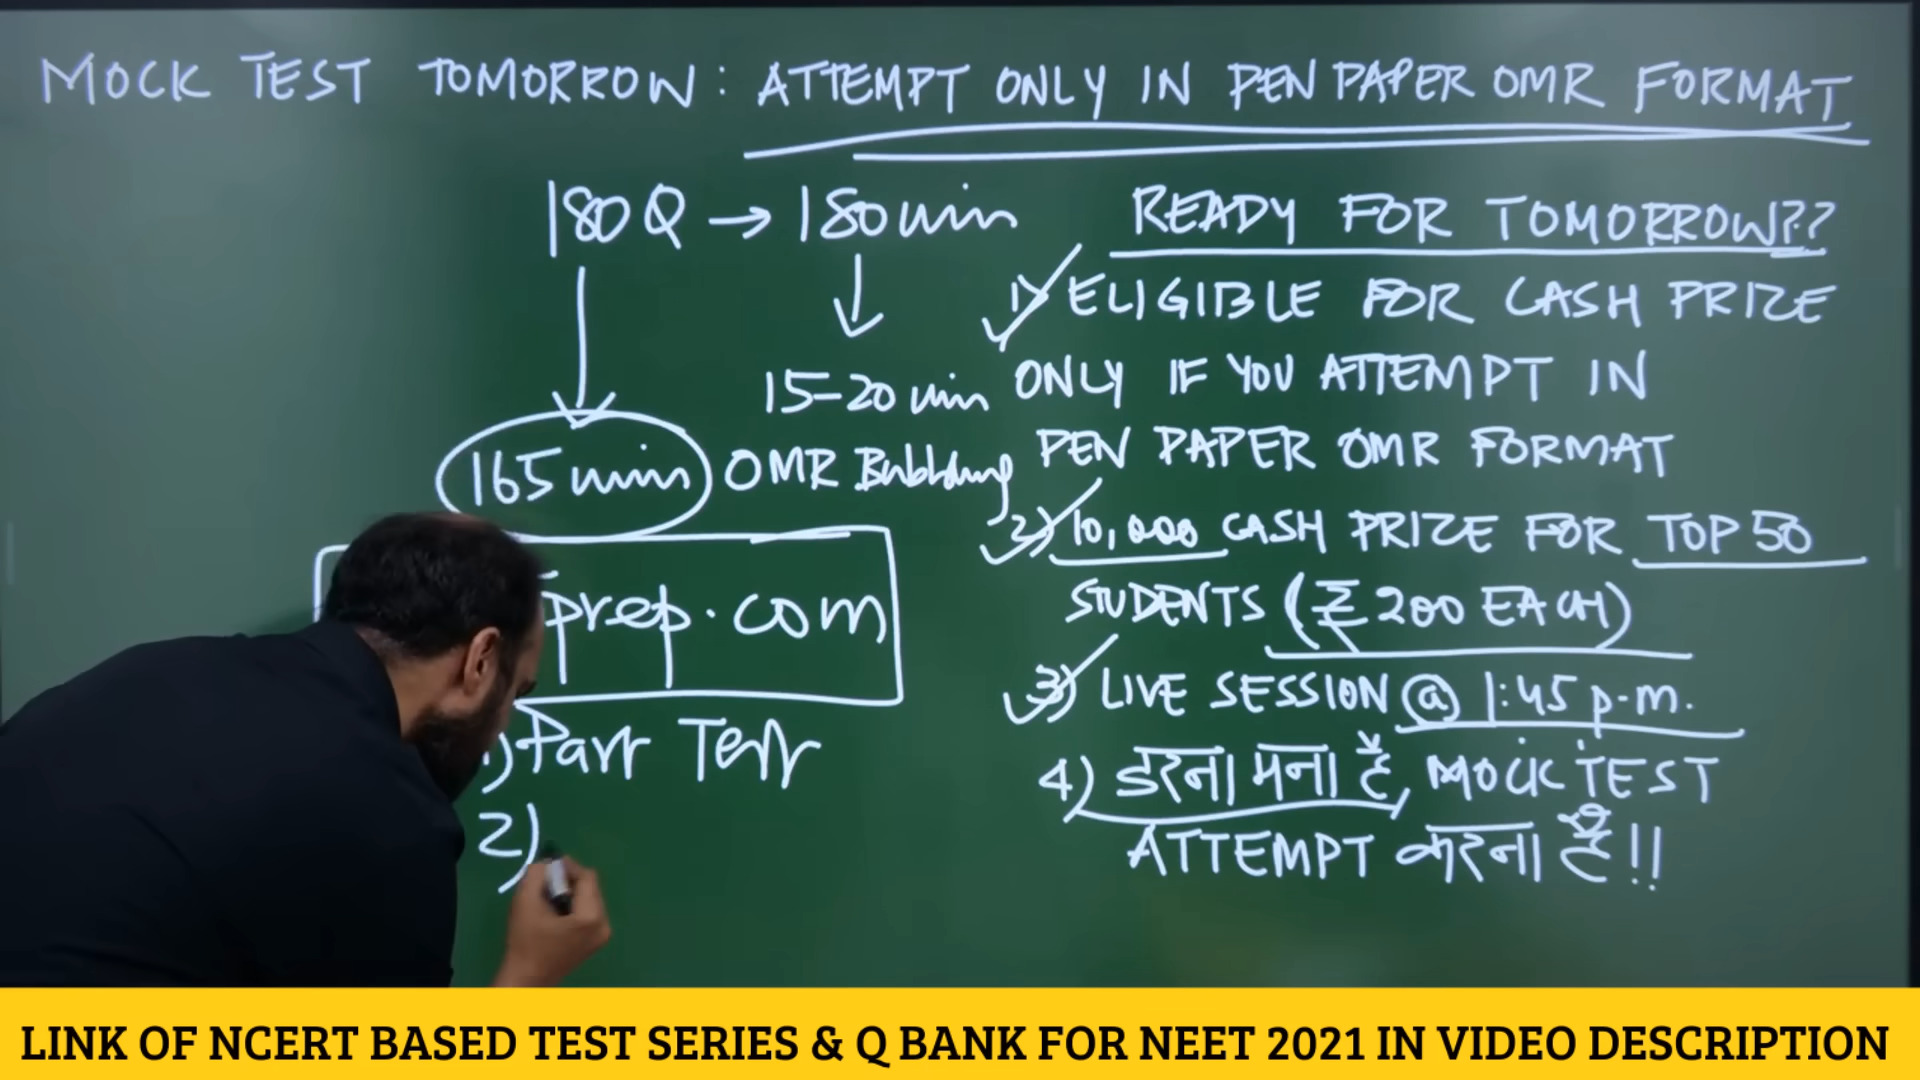 MOCK TEST TOMORROW: ATTEMPT ONLY IN PEN PAPER OMR FORMAT
180 Q → 180 min
15-20 min
165 min OMR Bubbling
prep.com
1) Part Test
2)
READY FOR TOMORROW??
1) ELIGIBLE FOR CASH PRIZE
ONLY IF YOU ATTEMPT IN
PEN PAPER OMR FORMAT
2) 10,000 CASH PRIZE FOR TOP 50
STUDENTS (₹ 200 EACH)
3) LIVE SESSION @ 1:45 p.m.
4) डरना मना है, MOCK TEST
ATTEMPT करना है!!
LINK OF NCERT BASED TEST SERIES & Q BANK FOR NEET 2021 IN VIDEO DESCRIPTION